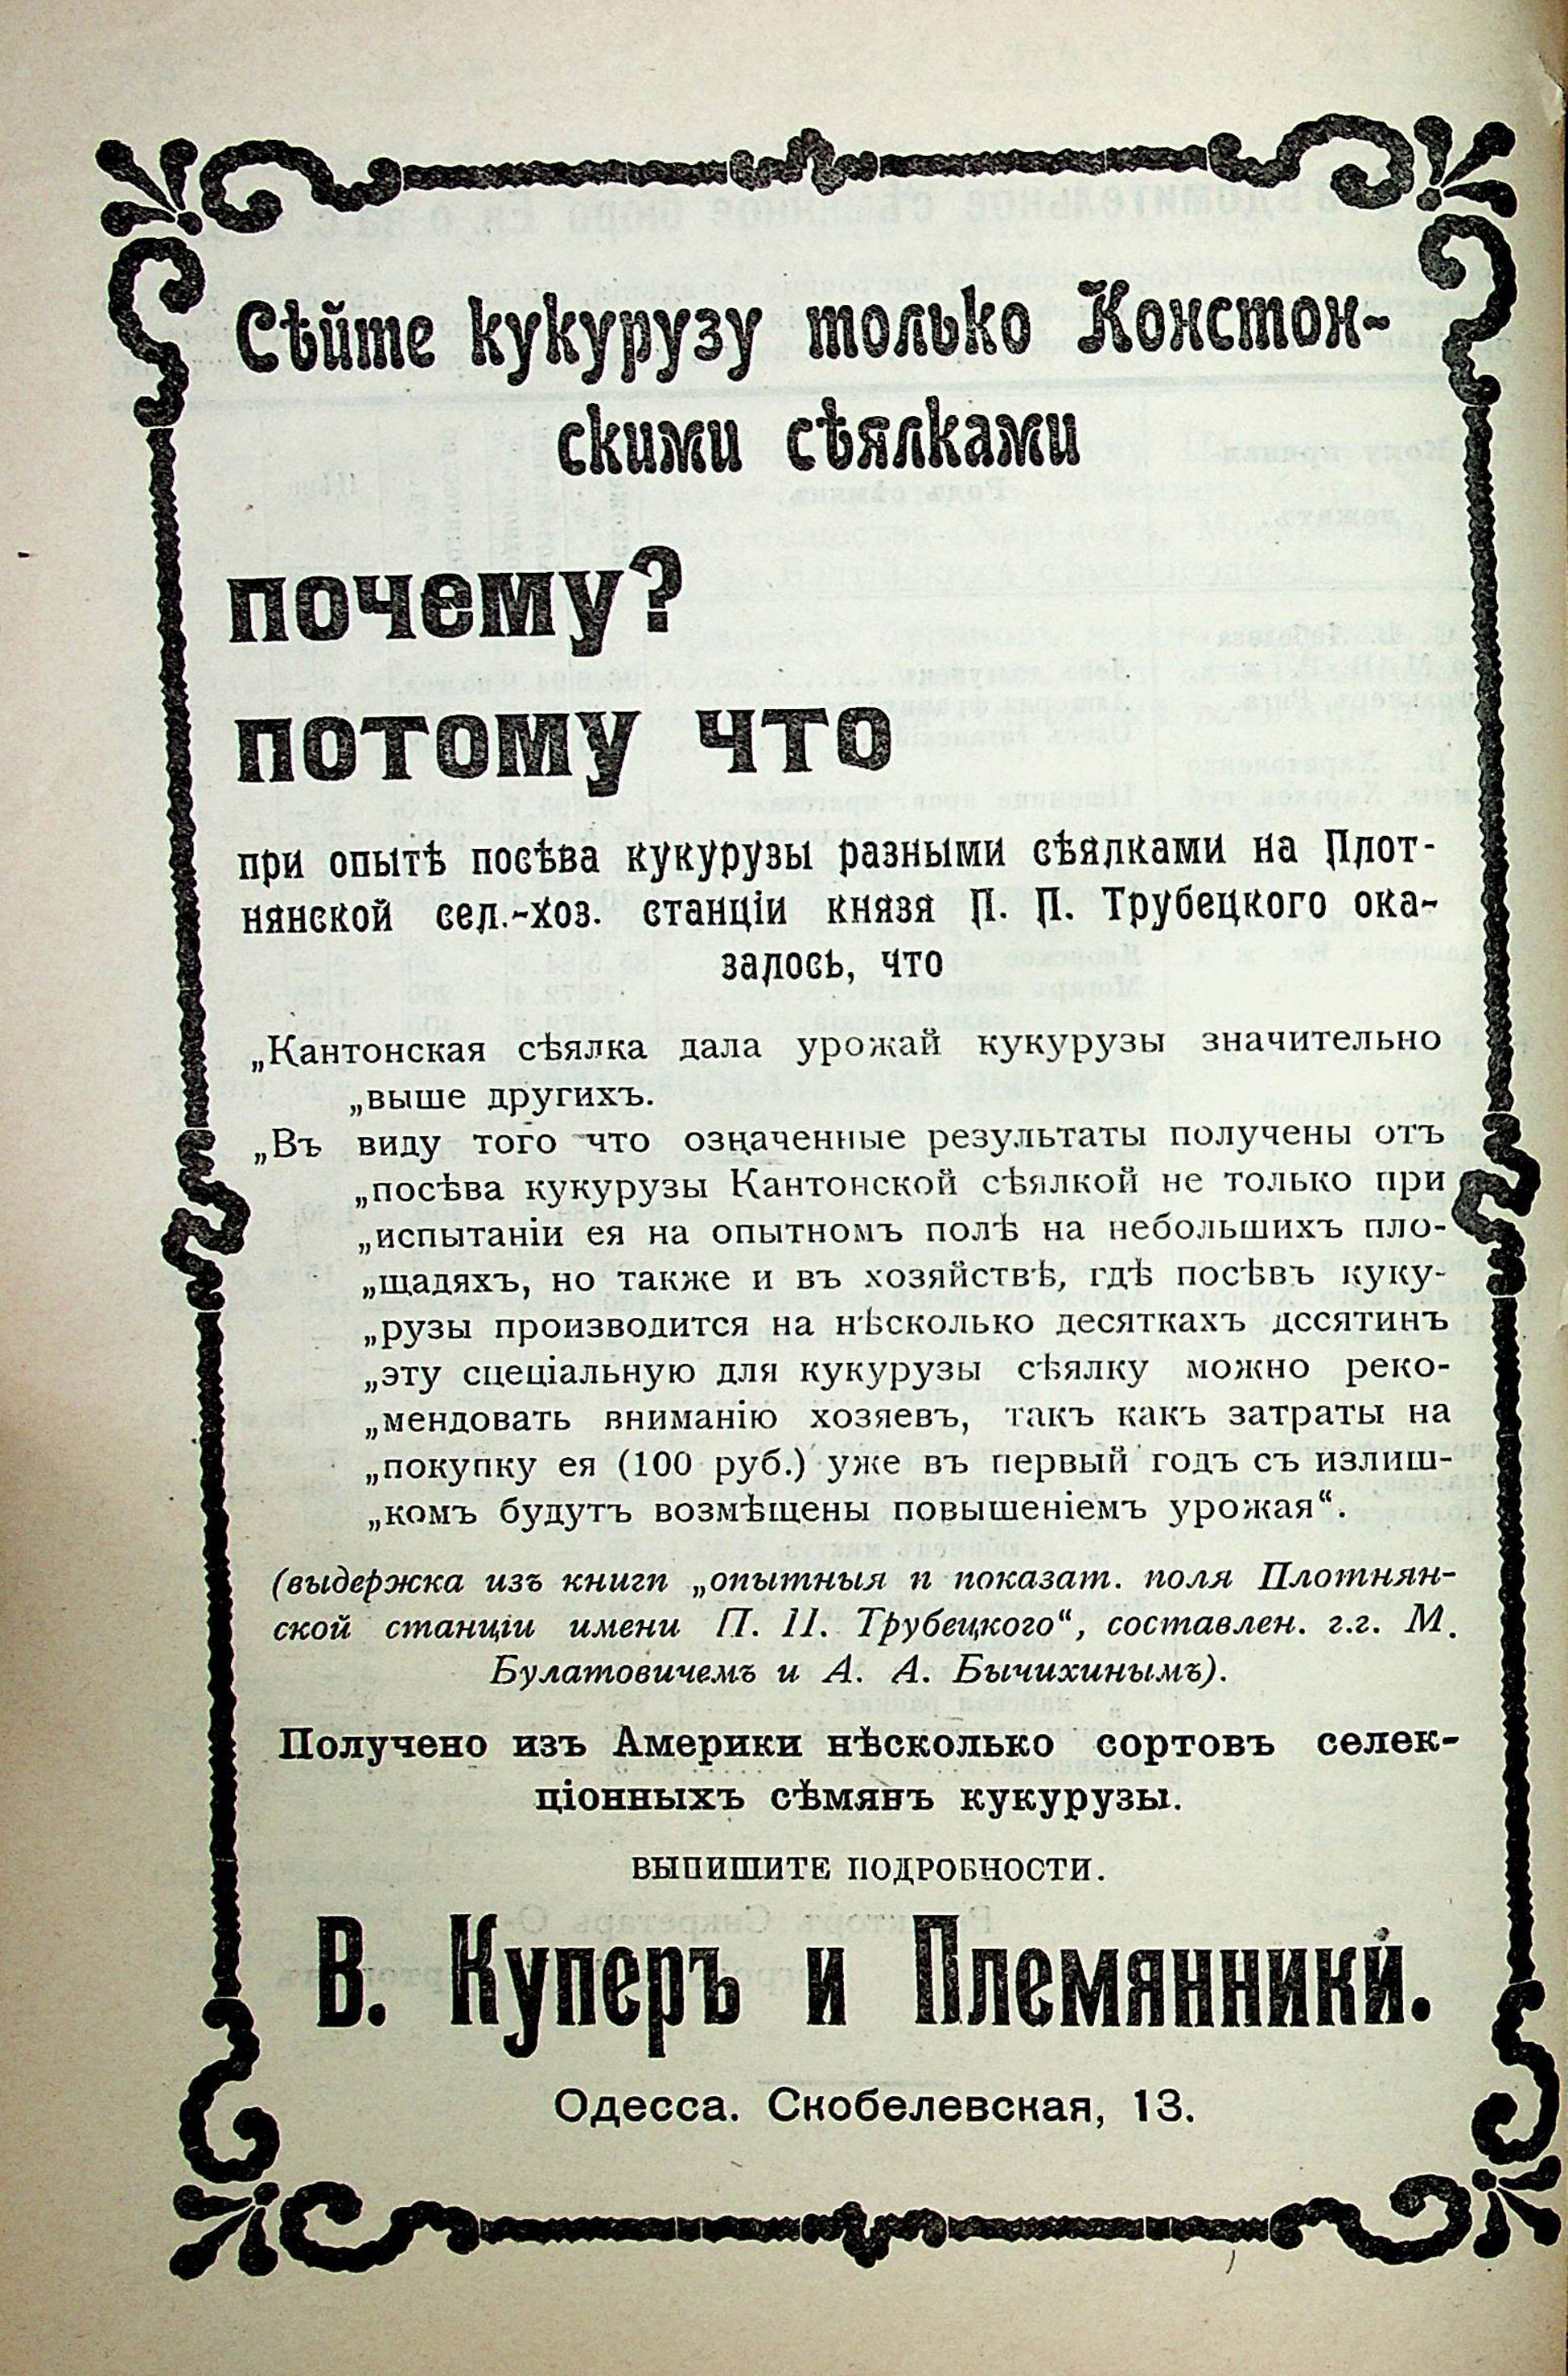 Сѣйте кукурузу только Констон-
скими сѣялками
почему?
потому что
при опытѣ посѣва кукурузы разными сѣялками на Плот-
нянской сел.-хоз. станціи князя П. П. Трубецкого ока-
залось, что
„Кантонская сѣялка дала урожай кукурузы значительно
„выше другихъ.
„Въ виду того что означенные результаты получены отъ
„посѣва кукурузы Кантонской сѣялкой не только при
„испытаніи ея на опытномъ полѣ на небольшихъ пло-
„щадяхъ, но также и въ хозяйствѣ, гдѣ посѣвъ куку-
„рузы производится на нѣсколько десяткахъ дссятинъ
„эту спеціальную для кукурузы сѣялку можно реко-
„мендовать вниманію хозяевъ, такъ какъ затраты на
„покупку ея (100 руб.) уже въ первый годъ съ излиш-
„комъ будутъ возмѣщены повышеніемъ урожая“.
(выдержка изъ книги „опытныя и показат. поля Плотнян-
ской станціи имени П. П. Трубецкого“, составлен. г.г. М.
Булатовичемъ и А. А. Бычихинымъ).
Получено изъ Америки нѣсколько сортовъ селек-
ціонныхъ сѣмянъ кукурузы.
ВЫПИШИТЕ ПОДРОБНОСТИ.
В. Куперъ и Племянники.
Одесса. Скобелевская, 13.